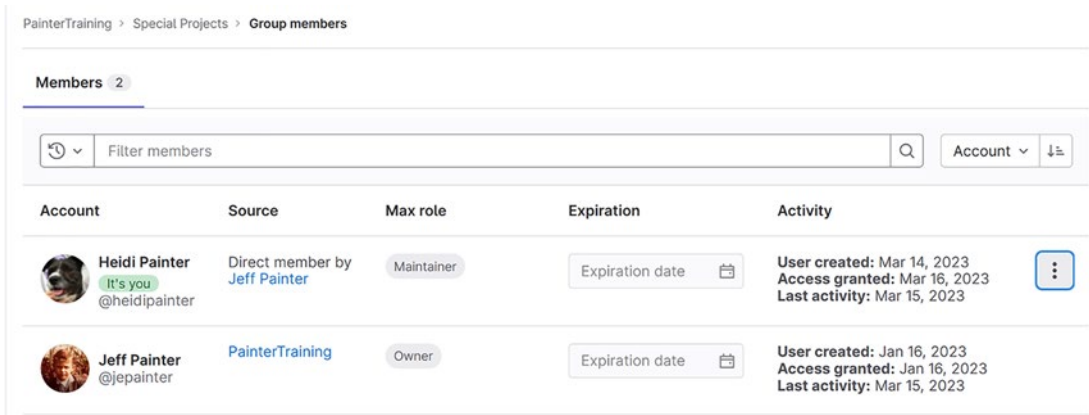 PainterTraining > Special Projects > Group members
Members 2
Filter members
Account
Account Source Max role Expiration Activity
Heidi Painter
It's you
@heidipainter
Direct member by
Jeff Painter
Maintainer
Expiration date
User created: Mar 14, 2023
Access granted: Mar 16, 2023
Last activity: Mar 15, 2023
Jeff Painter
@jepainter
PainterTraining
Owner
Expiration date
User created: Jan 16, 2023
Access granted: Jan 16, 2023
Last activity: Mar 15, 2023